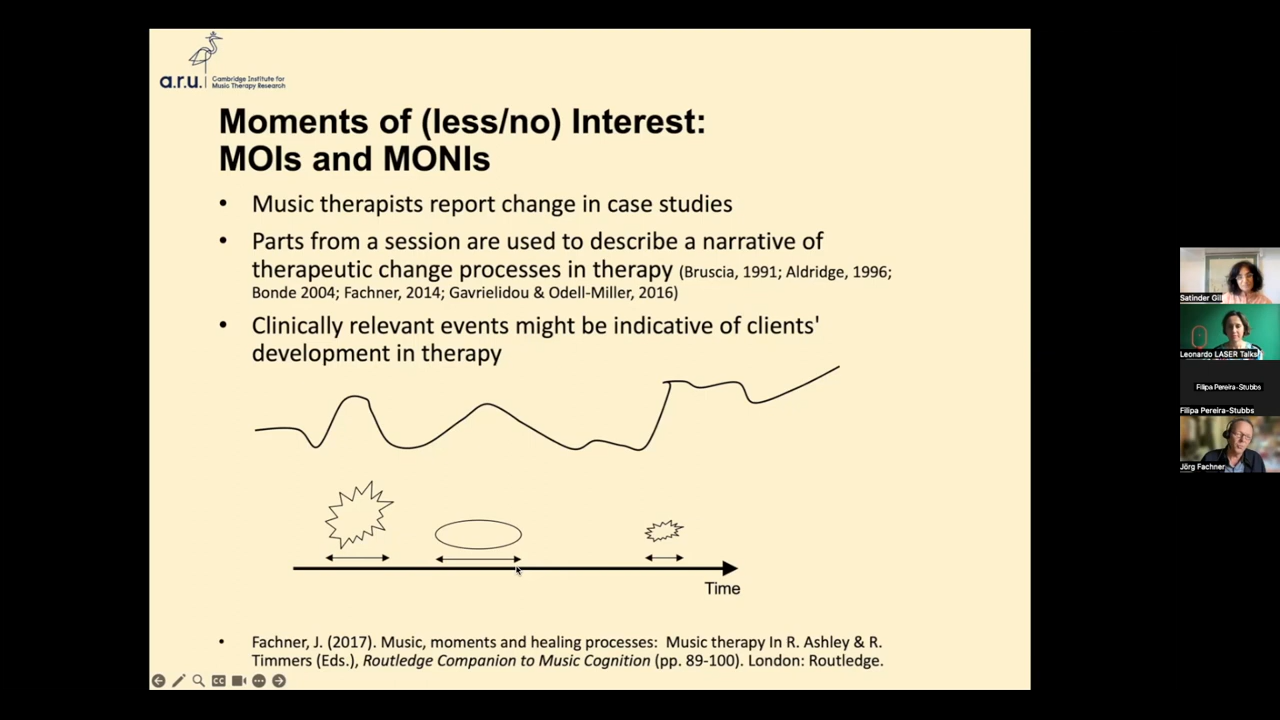 a.r.u.
Cambridge Institute for
Music Therapy Research
Moments of (less/no) Interest:
MOIs and MONIs
• Music therapists report change in case studies
• Parts from a session are used to describe a narrative of
therapeutic change processes in therapy (Bruscia, 1991; Aldridge, 1996;
Bonde 2004; Fachner, 2014; Gavrielidou & Odell-Miller, 2016)
• Clinically relevant events might be indicative of clients'
development in therapy
Time
• Fachner, J. (2017). Music, moments and healing processes: Music therapy In R. Ashley & R.
Timmers (Eds.), Routledge Companion to Music Cognition (pp. 89-100). London: Routledge.
CC
Satinder Gill
Leonardo LASER Talks
Filipa Pereira-Stubbs
Filipa Pereira-Stubbs
Jörg Fachner